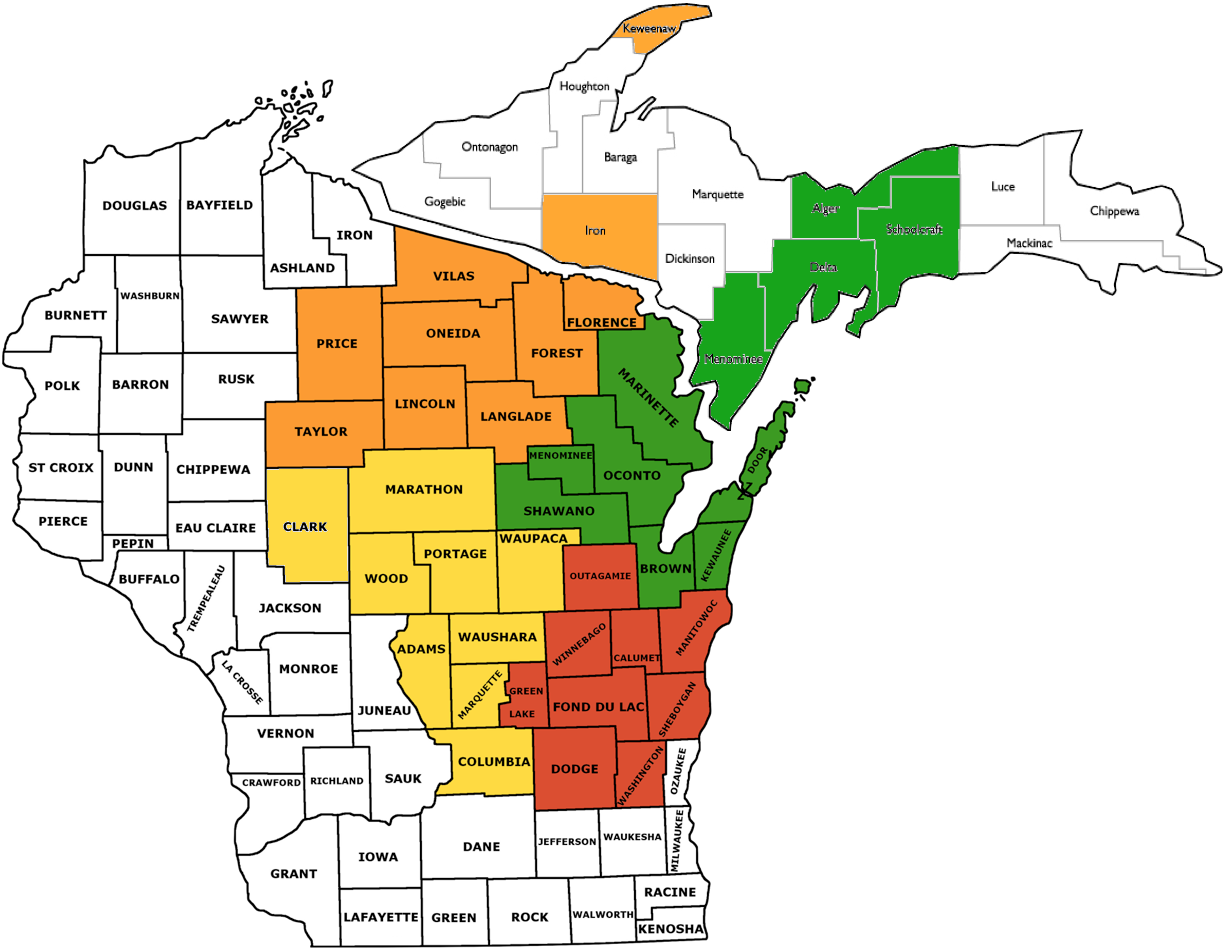 Keweenaw
Houghton
Ontonagon
Baraga
Marquette
Gogebic
Iron
Dickinson
Alger
Schoolcraft
Delta
Menominee
Luce
Chippewa
Mackinac
DOUGLAS
BAYFIELD
IRON
ASHLAND
VILAS
WASHBURN
BURNETT
SAWYER
FLORENCE
ONEIDA
PRICE
FOREST
POLK
BARRON
RUSK
MARINETTE
LINCOLN
LANGLADE
TAYLOR
MENOMINEE
ST CROIX
DUNN
CHIPPEWA
OCONTO
DOOR
MARATHON
SHAWANO
PIERCE
EAU CLAIRE
CLARK
WAUPACA
PEPIN
PORTAGE
WOOD
OUTAGAMIE
BROWN
KEWAUNEE
BUFFALO
TREMPEALEAU
JACKSON
ADAMS
WAUSHARA
WINNEBAGO
CALUMET
MANITOWOC
LA CROSSE
MONROE
JUNEAU
MARQUETTE
GREEN
LAKE
FOND DU LAC
SHEBOYGAN
VERNON
COLUMBIA
DODGE
WASHINGTON
OZAUKEE
CRAWFORD
RICHLAND
SAUK
DANE
JEFFERSON
WAUKESHA
MILWAUKEE
IOWA
GRANT
RACINE
LAFAYETTE
GREEN
ROCK
WALWORTH
KENOSHA